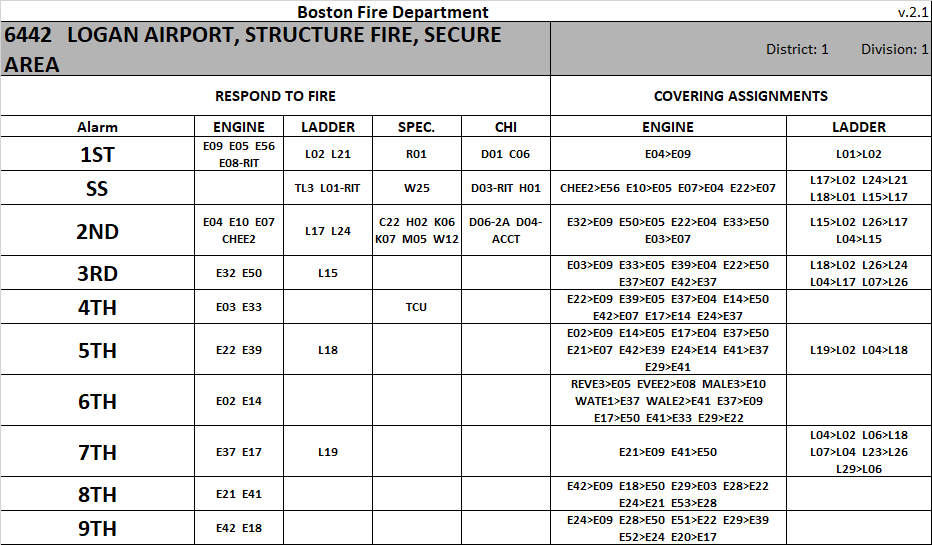 Boston Fire Department
v.2.1
6442 LOGAN AIRPORT, STRUCTURE FIRE, SECURE
AREA
District: 1 Division: 1
RESPOND TO FIRE
COVERING ASSIGNMENTS
Alarm ENGINE LADDER SPEC. CHI ENGINE LADDER
1ST
E09 E05 E56
E08-RIT
L02 L21
R01
D01 C06
E04>E09
L01>L02
SS
TL3 L01-RIT
W25
D03-RIT H01
CHEE2>E56 E10>E05 E07>E04 E22>E07
L17>L02 L24>L21
L18>L01 L15>L17
2ND
E04 E10 E07
CHEE2
L17 L24
C22 H02 K06
K07 M05 W12
D06-2A D04-
ACCT
E32>E09 E50>E05 E22>E04 E33>E50
E03>E07
L15>L02 L26>L17
L04>L15
3RD
E32 E50
L15
E03>E09 E33>E05 E39>E04 E22>E50
E37>E07 E42>E37
L18>L02 L26>L24
L04>L17 L07>L26
4TH
E03 E33
TCU
E22>E09 E39>E05 E37>E04 E14>E50
E42>E07 E17>E14 E24>E37
5TH
E22 E39
L18
E02>E09 E14>E05 E17>E04 E37>E50
E21>E07 E42>E39 E24>E14 E41>E37
E29>E41
L19>L02 L04>L18
6TH
E02 E14
REVE3>E05 EVEE2>E08 MALE3>E10
WATE1>E37 WALE2>E41 E37>E09
E17>E50 E41>E33 E29>E22
7TH
E37 E17
L19
E21>E09 E41>E50
L04>L02 L06>L18
L07>L04 L23>L26
L29>L06
8TH
E21 E41
E42>E09 E18>E50 E29>E03 E28>E22
E24>E21 E53>E28
9TH
E42 E18
E24>E09 E28>E50 E51>E22 E29>E39
E52>E24 E20>E17